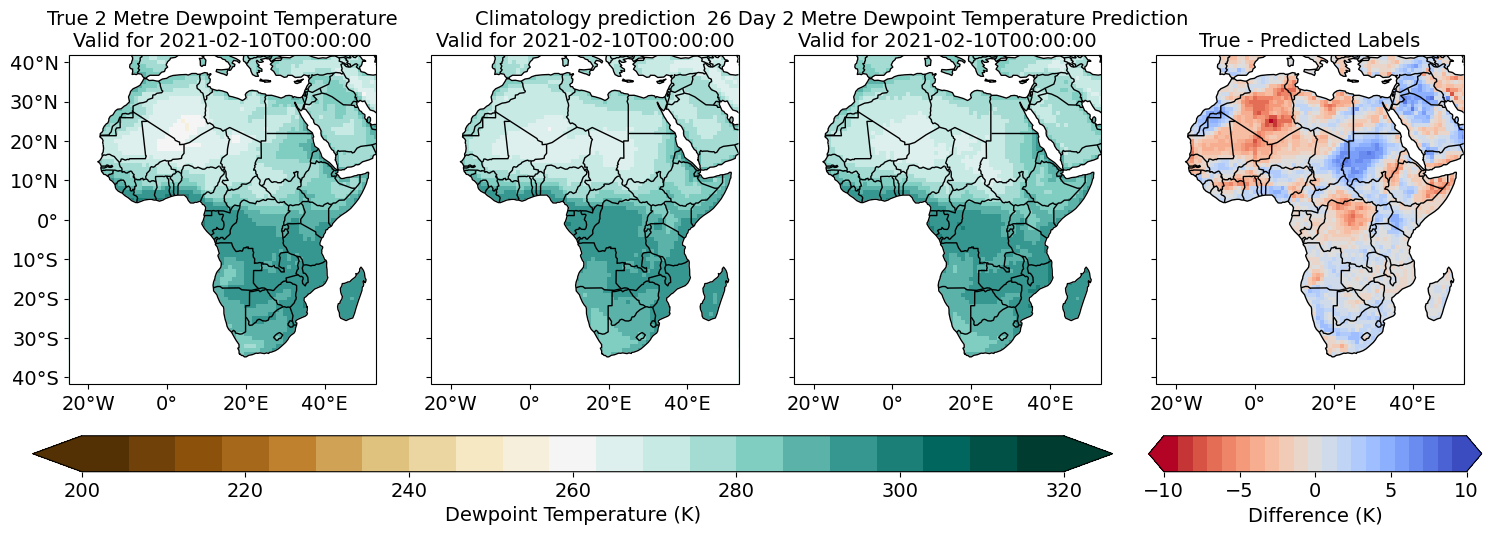 True 2 Metre Dewpoint Temperature
Valid for 2021-02-10T00:00:00
Climatology prediction
Valid for 2021-02-10T00:00:00
26 Day 2 Metre Dewpoint Temperature Prediction
Valid for 2021-02-10T00:00:00
True - Predicted Labels
40°N
30°N
20°N
10°N
0°
10°S
20°S
30°S
40°S
20°W 0° 20°E 40°E
20°W 0° 20°E 40°E
20°W 0° 20°E 40°E
20°W 0° 20°E 40°E
200 220 240 260 280 300 320
Dewpoint Temperature (K)
−10 −5 0 5 10
Difference (K)